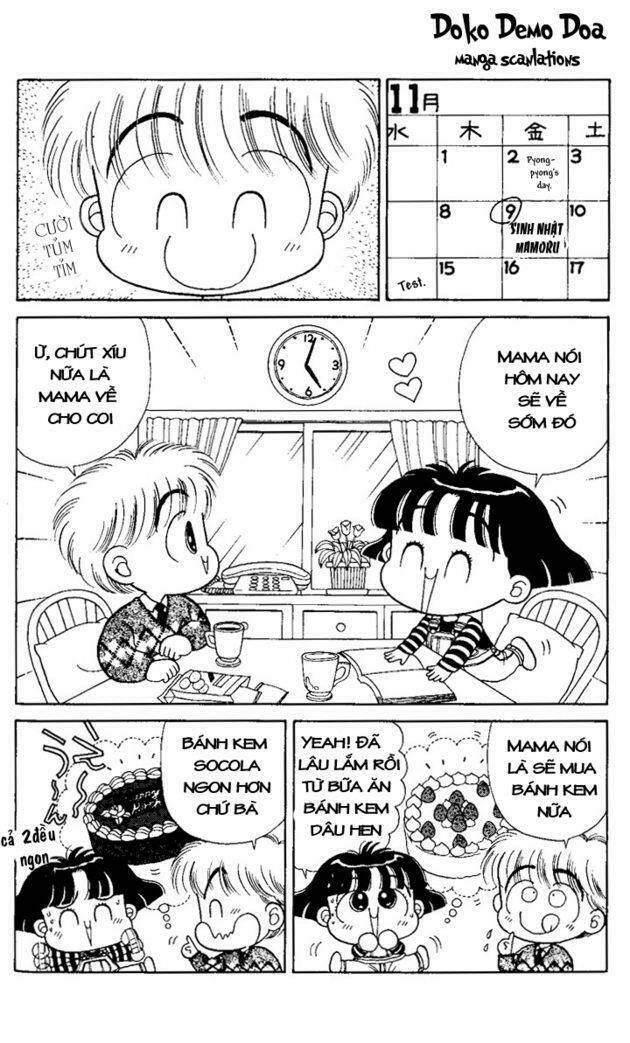 Doko Demo Doa
manga scanlations
11月
水 木 金 土
1 2 3
Pyong-
pyong's
day.
8 9 10
SINH NHẬT
MAMORU
15 16 17
Test.
CƯỜI
TỦM
TỈM
MAMA NÓI
HÔM NAY
SẼ VỀ
SỚM ĐÓ
Ừ, CHÚT XÍU
NỮA LÀ
MAMA VỀ
CHO COI
12
3
6
9
MAMA NÓI
LÀ SẼ MUA
BÁNH KEM
NỮA
YEAH! ĐÃ
LÂU LẮM RỒI
TỪ BỮA ĂN
BÁNH KEM
DÂU HEN
BÁNH KEM
SOCOLA
NGON HƠN
CHỨ BÀ
cả 2 đều
ngon